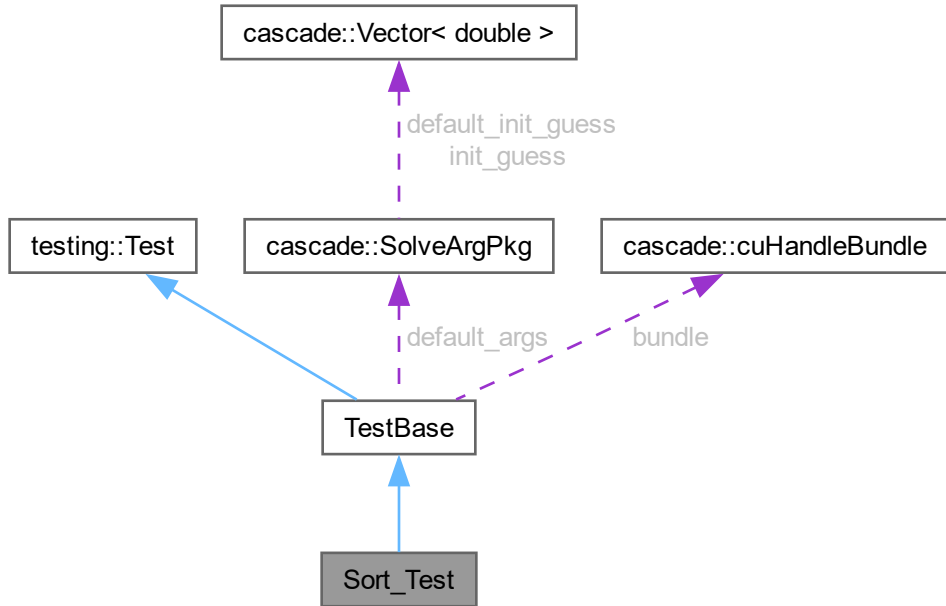 cascade::Vector< double >
default_init_guess
init_guess
testing::Test
cascade::SolveArgPkg
cascade::cuHandleBundle
default_args
bundle
TestBase
Sort_Test